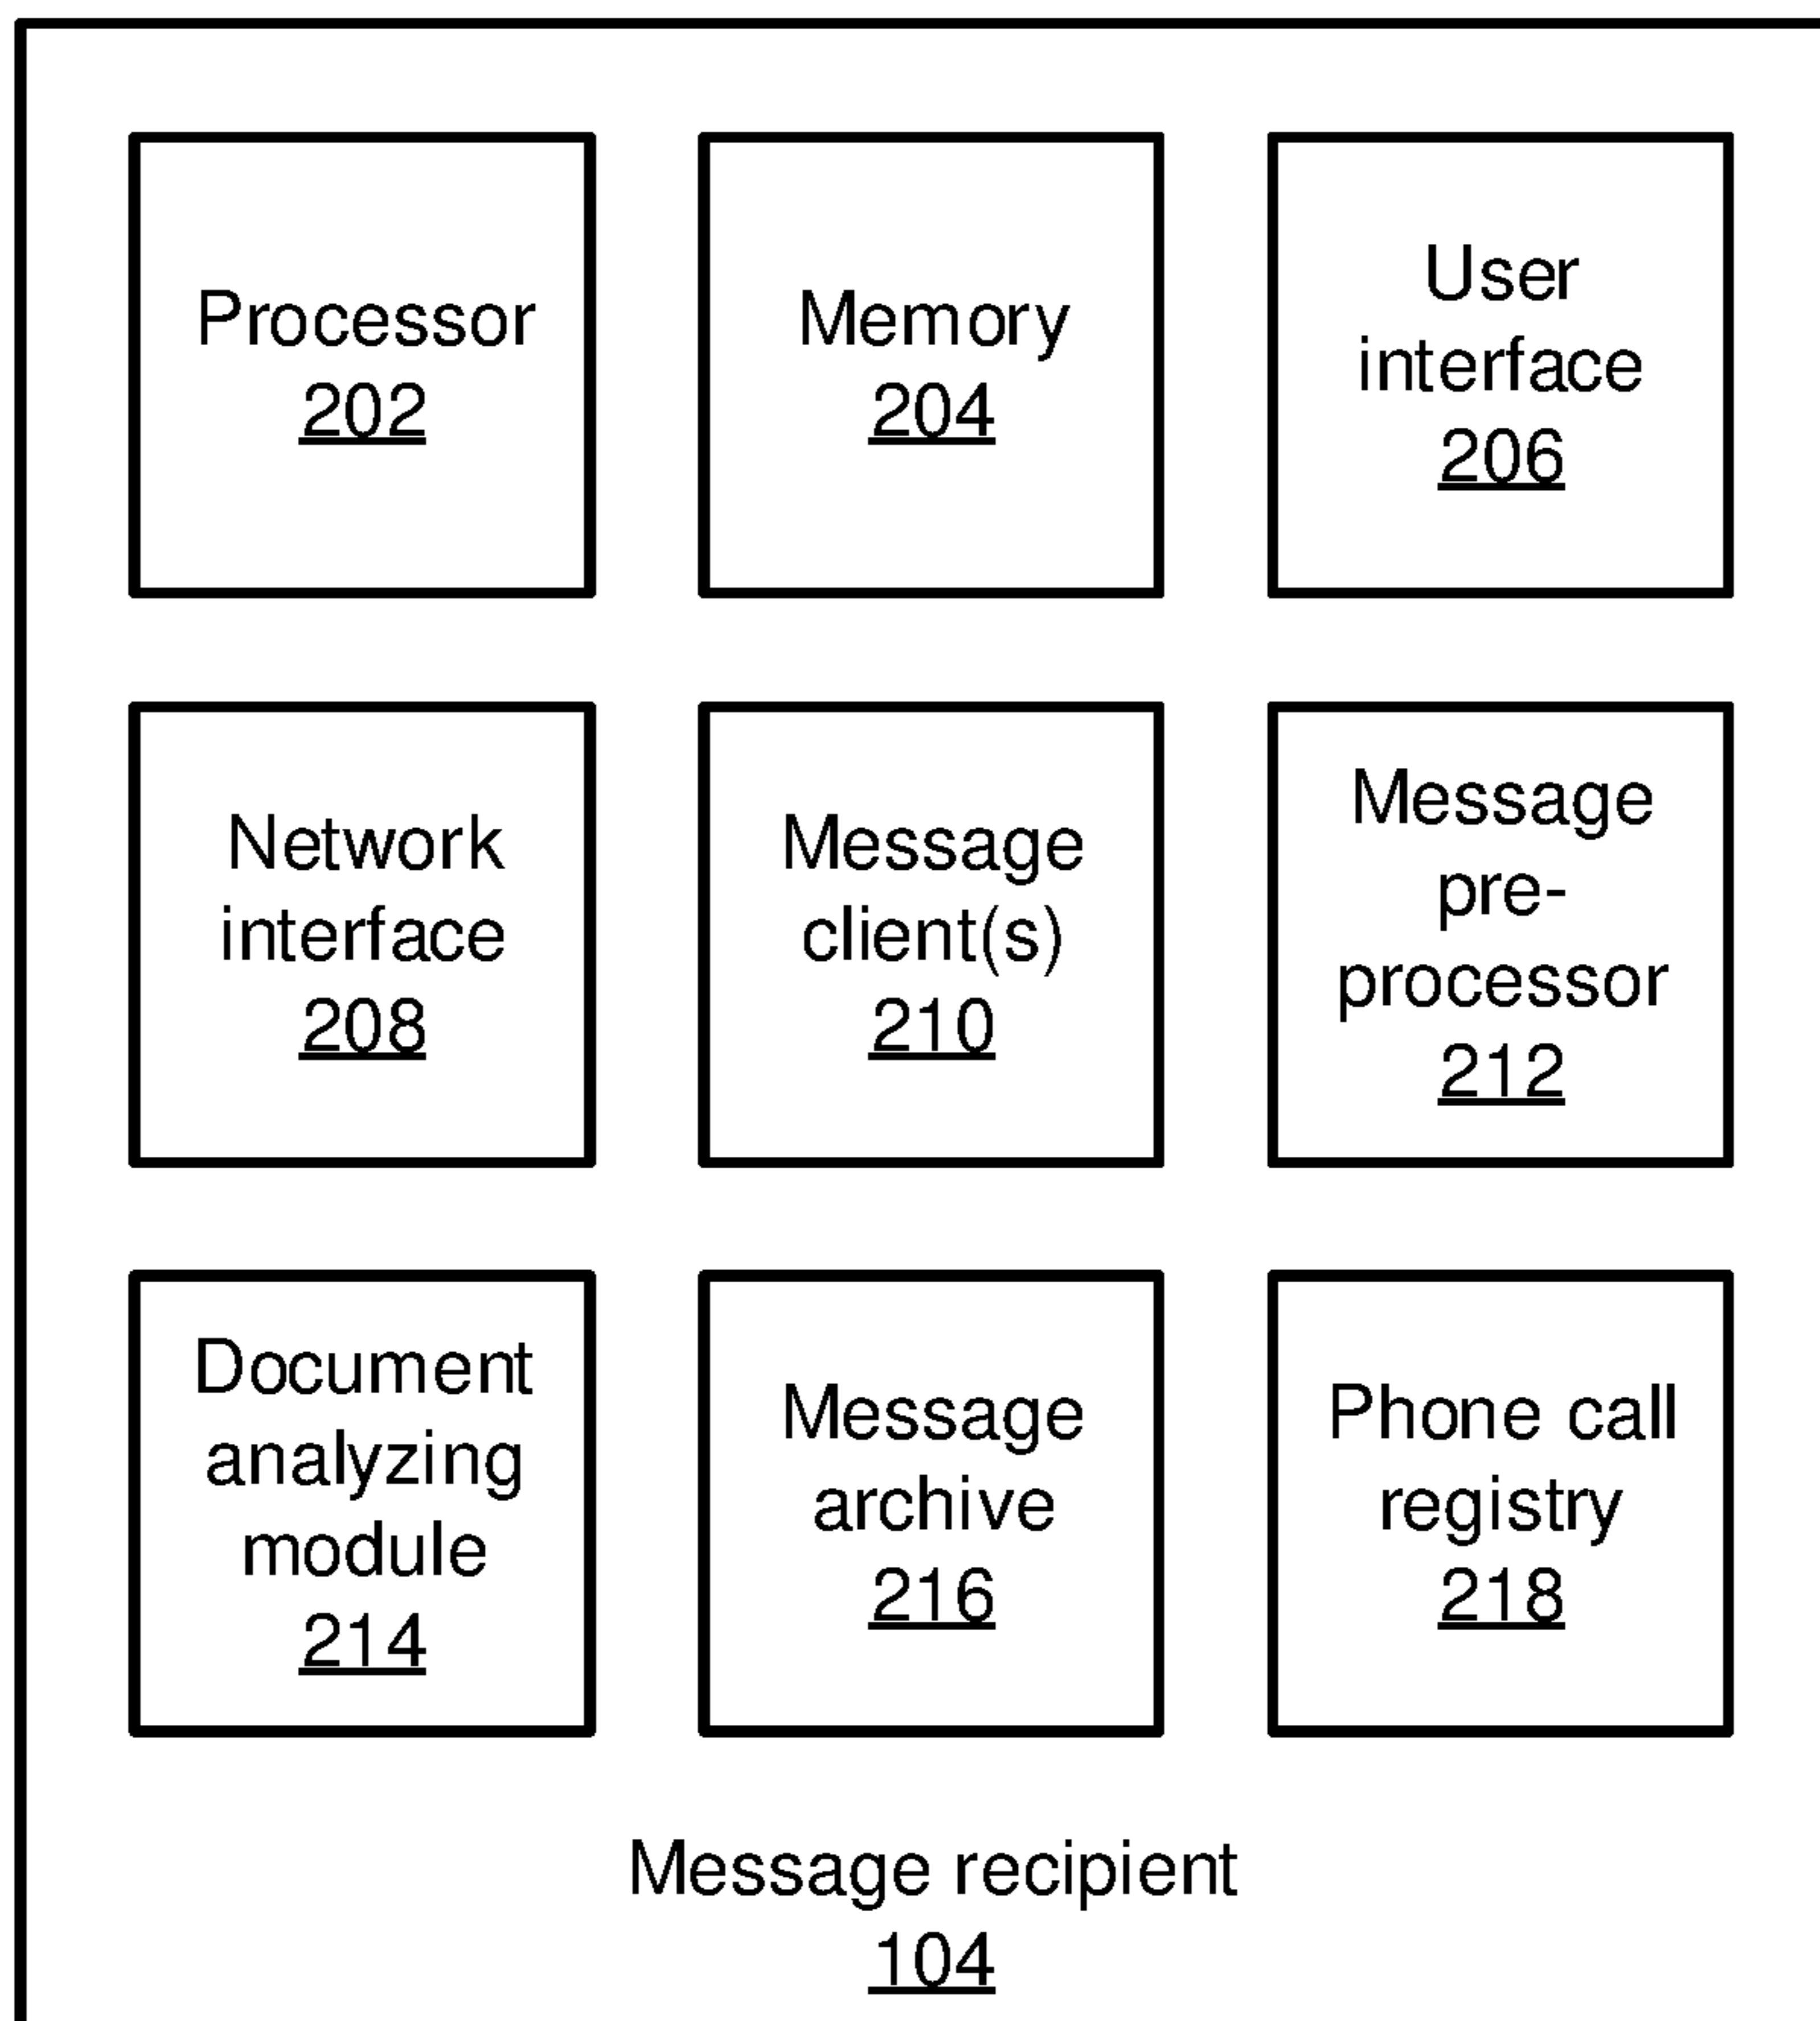 Processor
202
Memory
204
User
interface
206
Network
interface
208
Message
client(s)
210
Message
pre-
processor
212
Document
analyzing
module
214
Message
archive
216
Phone call
registry
218
Message recipient
104